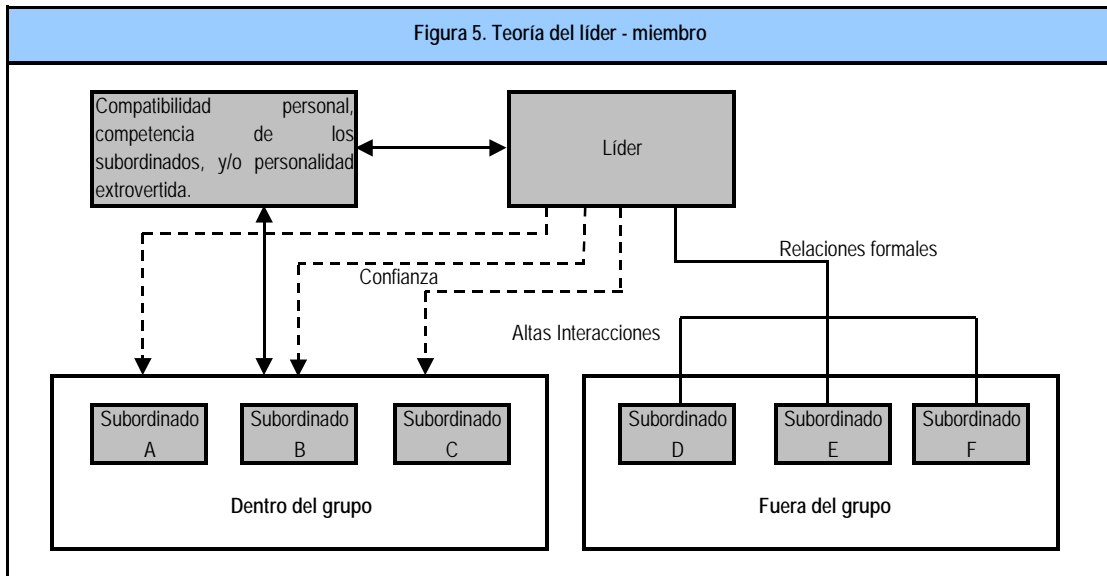 Figura 5. Teoría del líder - miembro
Compatibilidad personal,
competencia de los
subordinados, y/o personalidad
extrovertida.
Líder
Relaciones formales
Confianza
Altas Interacciones
Subordinado
A
Subordinado
B
Subordinado
C
Dentro del grupo
Subordinado
D
Subordinado
E
Subordinado
F
Fuera del grupo